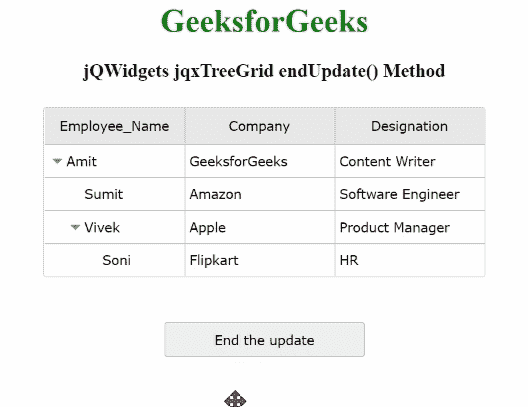 GeeksforGeeks
jQWidgets jqxTreeGrid endUpdate() Method
Employee_Name Company Designation
Amit GeeksforGeeks Content Writer
Sumit Amazon Software Engineer
Vivek Apple Product Manager
Soni Flipkart HR
End the update